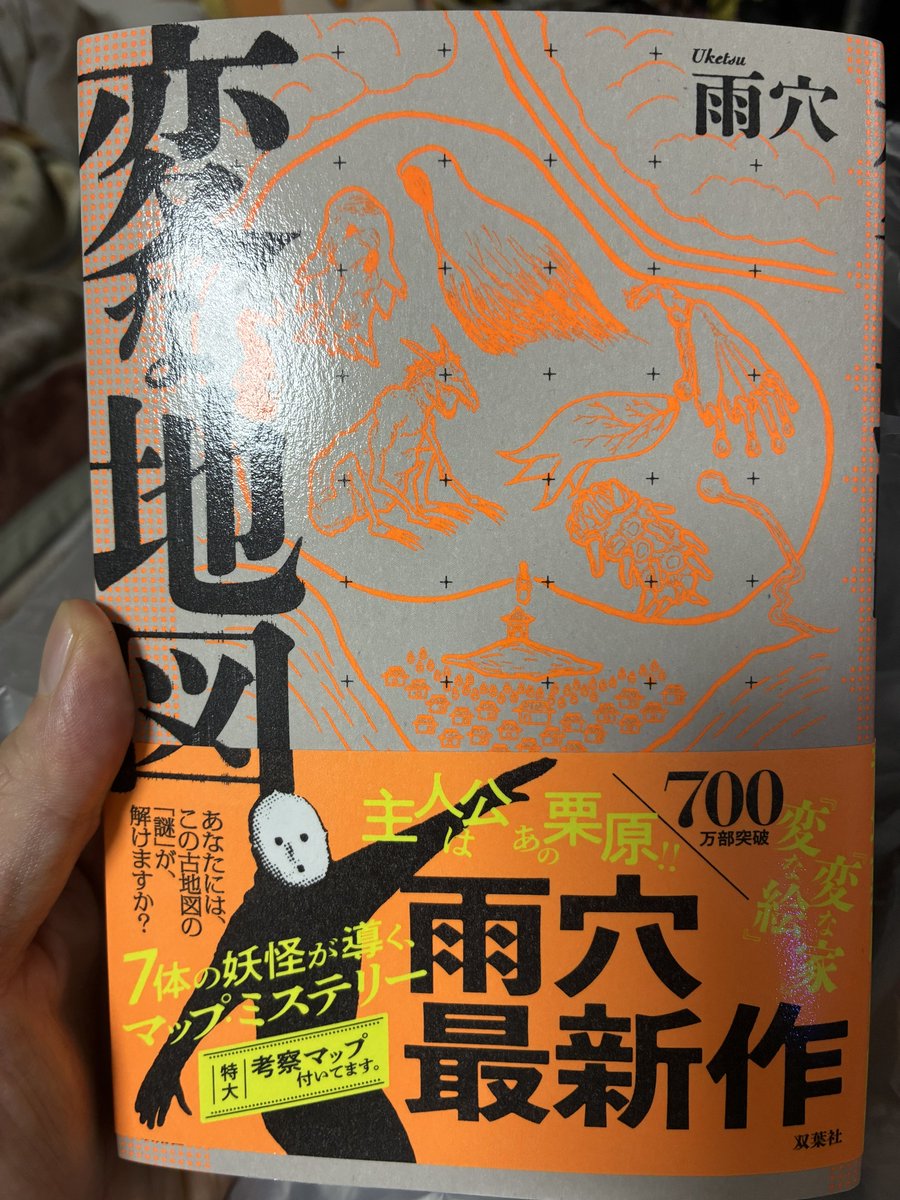 変な地図
Uketsu
雨穴
あなたには、
この古地図の
「謎」が、
解けますか?
主人公はあの栗原!!
700
万部突破
『変な家』
『変な絵』
7体の妖怪が導く、
マップ・ミステリー
雨穴
最新作
特大
考察マップ
付いてます。
双葉社